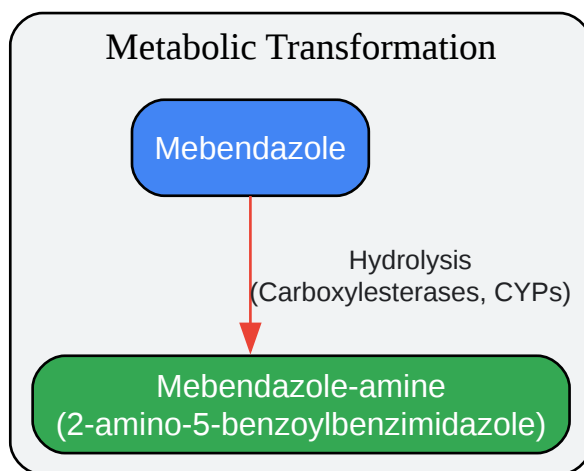 Metabolic Transformation
Mebendazole
Hydrolysis
(Carboxylesterases, CYPs)
Mebendazole-amine
(2-amino-5-benzoylbenzimidazole)